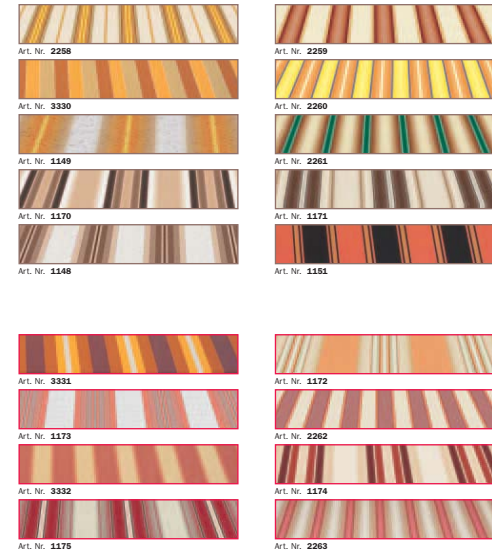 Art. Nr. 2258
Art. Nr. 2259
Art. Nr. 3330
Art. Nr. 2260
Art. Nr. 1149
Art. Nr. 2261
Art. Nr. 1170
Art. Nr. 1171
Art. Nr. 1148
Art. Nr. 1151
Art. Nr. 3331
Art. Nr. 1172
Art. Nr. 1173
Art. Nr. 2262
Art. Nr. 3332
Art. Nr. 1174
Art. Nr. 1175
Art. Nr. 2263